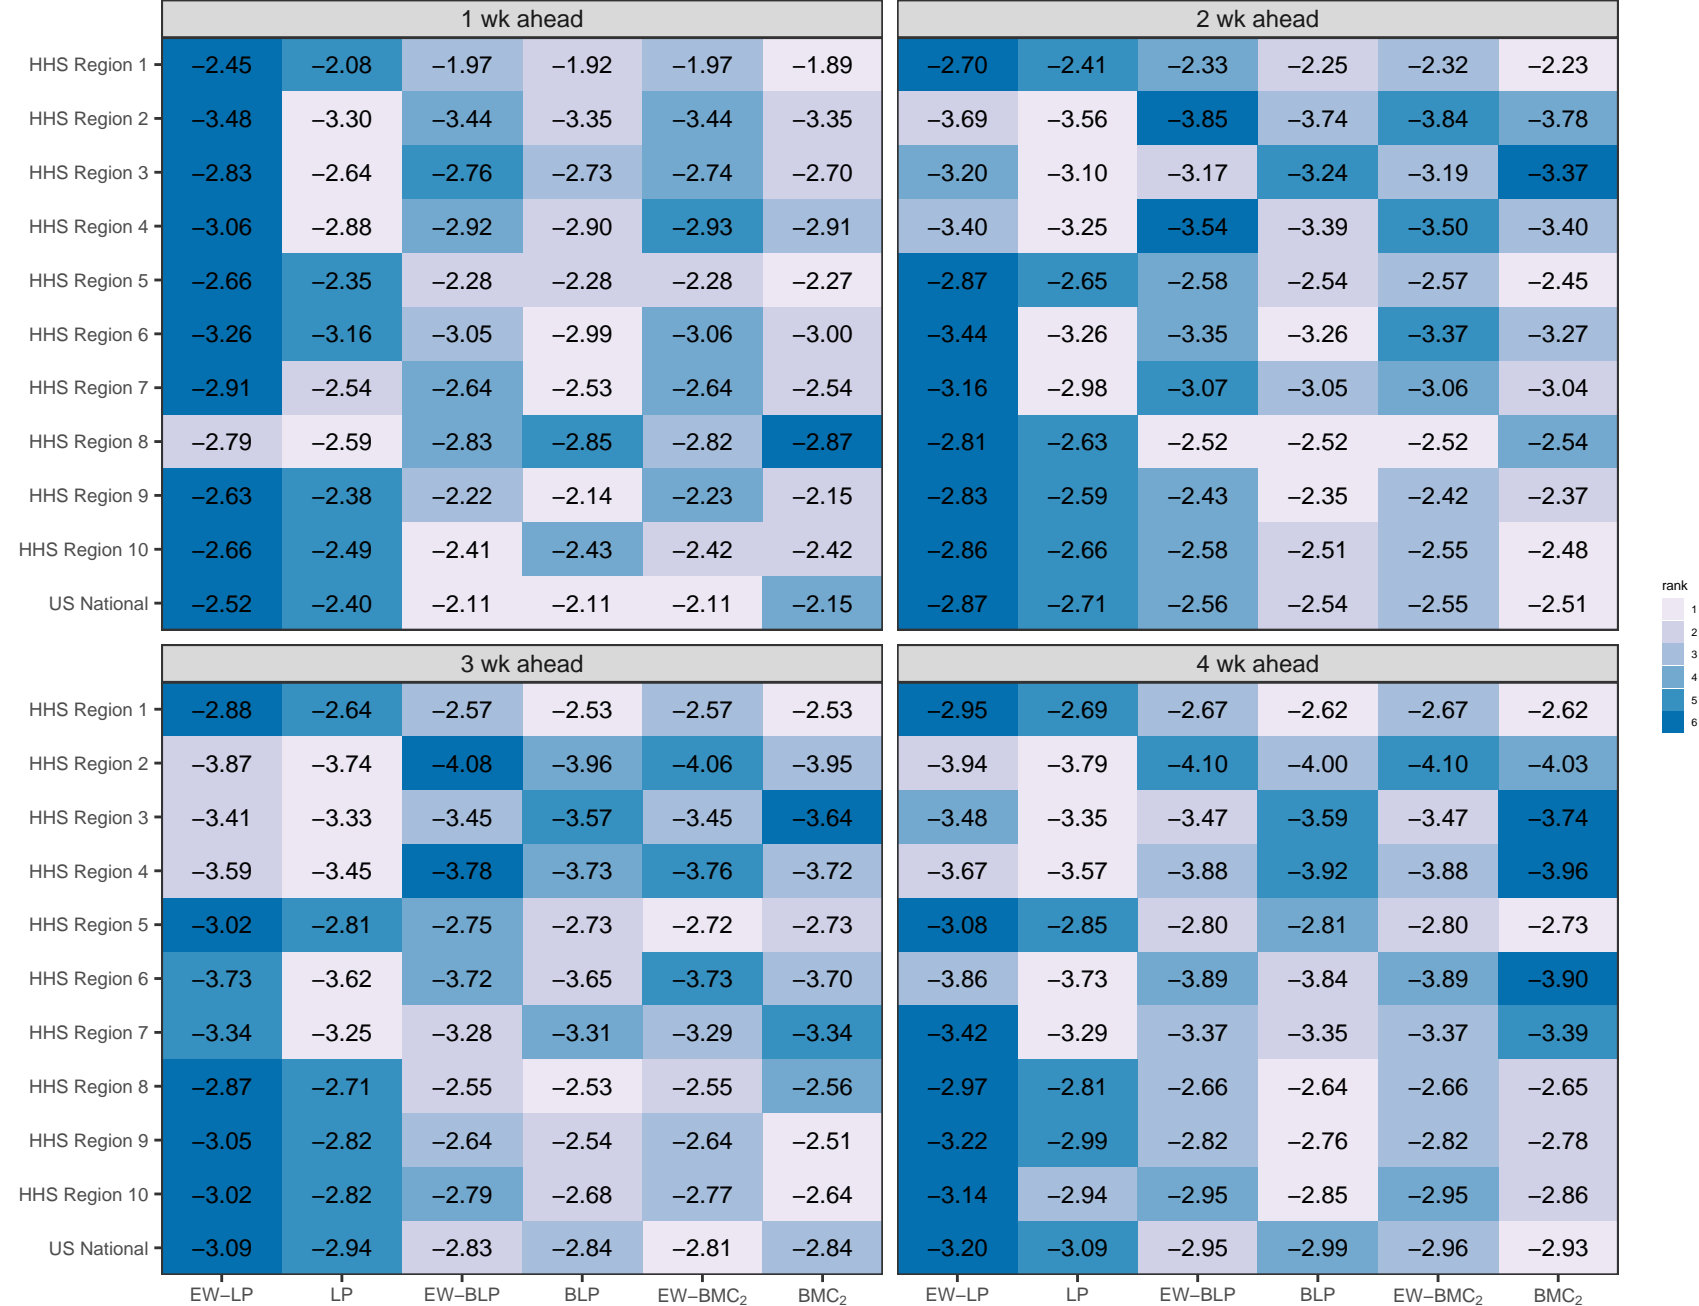 1 wk ahead 2 wk ahead
HHS Region 1 −2.45 −2.08 −1.97 −1.92 −1.97 −1.89 −2.70 −2.41 −2.33 −2.25 −2.32 −2.23
HHS Region 2 −3.48 −3.30 −3.44 −3.35 −3.44 −3.35 −3.69 −3.56 −3.85 −3.74 −3.84 −3.78
HHS Region 3 −2.83 −2.64 −2.76 −2.73 −2.74 −2.70 −3.20 −3.10 −3.17 −3.24 −3.19 −3.37
HHS Region 4 −3.06 −2.88 −2.92 −2.90 −2.93 −2.91 −3.40 −3.25 −3.54 −3.39 −3.50 −3.40
HHS Region 5 −2.66 −2.35 −2.28 −2.28 −2.28 −2.27 −2.87 −2.65 −2.58 −2.54 −2.57 −2.45
HHS Region 6 −3.26 −3.16 −3.05 −2.99 −3.06 −3.00 −3.44 −3.26 −3.35 −3.26 −3.37 −3.27
HHS Region 7 −2.91 −2.54 −2.64 −2.53 −2.64 −2.54 −3.16 −2.98 −3.07 −3.05 −3.06 −3.04
HHS Region 8 −2.79 −2.59 −2.83 −2.85 −2.82 −2.87 −2.81 −2.63 −2.52 −2.52 −2.52 −2.54
HHS Region 9 −2.63 −2.38 −2.22 −2.14 −2.23 −2.15 −2.83 −2.59 −2.43 −2.35 −2.42 −2.37
HHS Region 10 −2.66 −2.49 −2.41 −2.43 −2.42 −2.42 −2.86 −2.66 −2.58 −2.51 −2.55 −2.48
US National −2.52 −2.40 −2.11 −2.11 −2.11 −2.15 −2.87 −2.71 −2.56 −2.54 −2.55 −2.51
3 wk ahead 4 wk ahead
HHS Region 1 −2.88 −2.64 −2.57 −2.53 −2.57 −2.53 −2.95 −2.69 −2.67 −2.62 −2.67 −2.62
HHS Region 2 −3.87 −3.74 −4.08 −3.96 −4.06 −3.95 −3.94 −3.79 −4.10 −4.00 −4.10 −4.03
HHS Region 3 −3.41 −3.33 −3.45 −3.57 −3.45 −3.64 −3.48 −3.35 −3.47 −3.59 −3.47 −3.74
HHS Region 4 −3.59 −3.45 −3.78 −3.73 −3.76 −3.72 −3.67 −3.57 −3.88 −3.92 −3.88 −3.96
HHS Region 5 −3.02 −2.81 −2.75 −2.73 −2.72 −2.73 −3.08 −2.85 −2.80 −2.81 −2.80 −2.73
HHS Region 6 −3.73 −3.62 −3.72 −3.65 −3.73 −3.70 −3.86 −3.73 −3.89 −3.84 −3.89 −3.90
HHS Region 7 −3.34 −3.25 −3.28 −3.31 −3.29 −3.34 −3.42 −3.29 −3.37 −3.35 −3.37 −3.39
HHS Region 8 −2.87 −2.71 −2.55 −2.53 −2.55 −2.56 −2.97 −2.81 −2.66 −2.64 −2.66 −2.65
HHS Region 9 −3.05 −2.82 −2.64 −2.54 −2.64 −2.51 −3.22 −2.99 −2.82 −2.76 −2.82 −2.78
HHS Region 10 −3.02 −2.82 −2.79 −2.68 −2.77 −2.64 −3.14 −2.94 −2.95 −2.85 −2.95 −2.86
US National −3.09 −2.94 −2.83 −2.84 −2.81 −2.84 −3.20 −3.09 −2.95 −2.99 −2.96 −2.93
EW−LP LP EW−BLP BLP EW−BMC₂ BMC₂ EW−LP LP EW−BLP BLP EW−BMC₂ BMC₂
rank
1
2
3
4
5
6